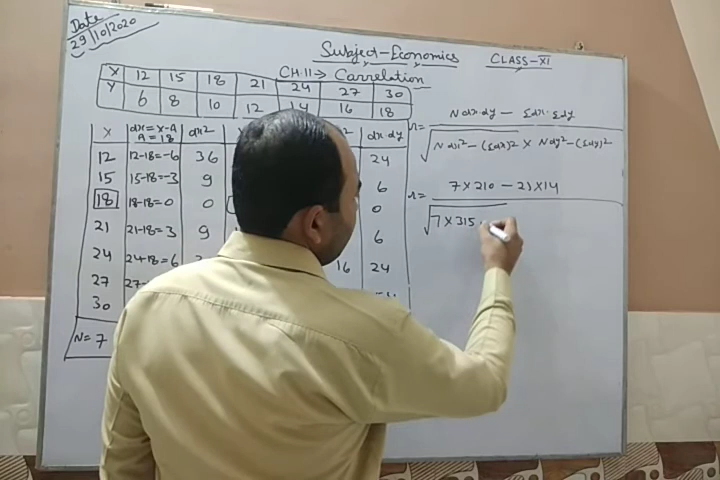 Date
29/10/2020
Subject-Economics CLASS-XI
CH:11→ Carrelation
X 12 15 18 21 24 27 30
Y 6 8 10 12 14 16 18
X dx=x-A A=18 dx2 dx.dy
12 12-18=-6 36 24
15 15-18=-3 9 6
18 18-18=0 0 0
21 21-18=3 9 6
24 24-18=6 16 24
27 27-
30
N=7
r= N dx.dy - Σdx.Σdy
√N dx² - (Σdx)² × N dy² - (Σdy)²
r= 7×210 - 21×14
√7×315